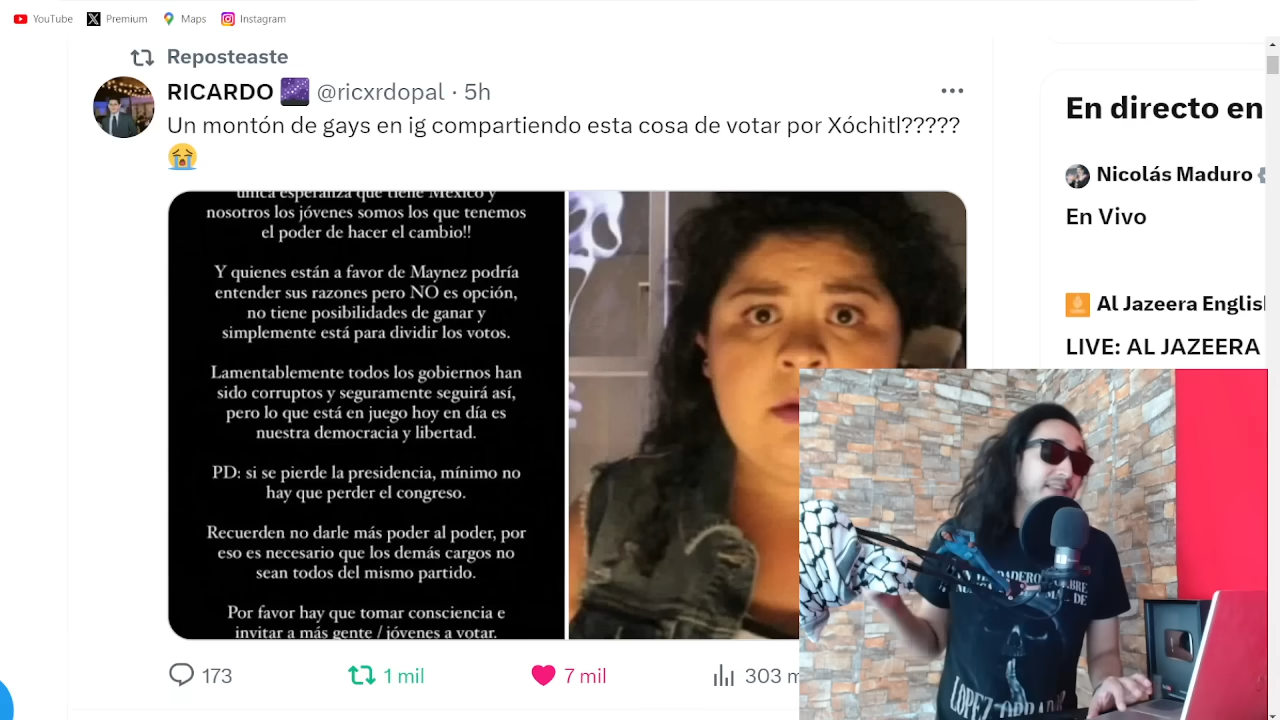 YouTube
Premium
Maps
Instagram
Reposteaste
RICARDO @ricxrdopal · 5h
Un montón de gays en ig compartiendo esta cosa de votar por Xóchitl?????
única esperanza que tiene México y
nosotros los jóvenes somos los que tenemos
el poder de hacer el cambio!!
Y quienes están a favor de Maynez podría
entender sus razones pero NO es opción,
no tiene posibilidades de ganar y
simplemente está para dividir los votos.
Lamentablemente todos los gobiernos han
sido corruptos y seguramente seguirá así,
pero lo que está en juego hoy en día es
nuestra democracia y libertad.
PD: si se pierde la presidencia, mínimo no
hay que perder el congreso.
Recuerden no darle más poder al poder, por
eso es necesario que los demás cargos no
sean todos del mismo partido.
Por favor hay que tomar consciencia e
invitar a más gente / jóvenes a votar.
173
1 mil
7 mil
303 m
En directo en
Nicolás Maduro
En Vivo
Al Jazeera English
LIVE: AL JAZEERA
DE
LOPEZ OBRADOR